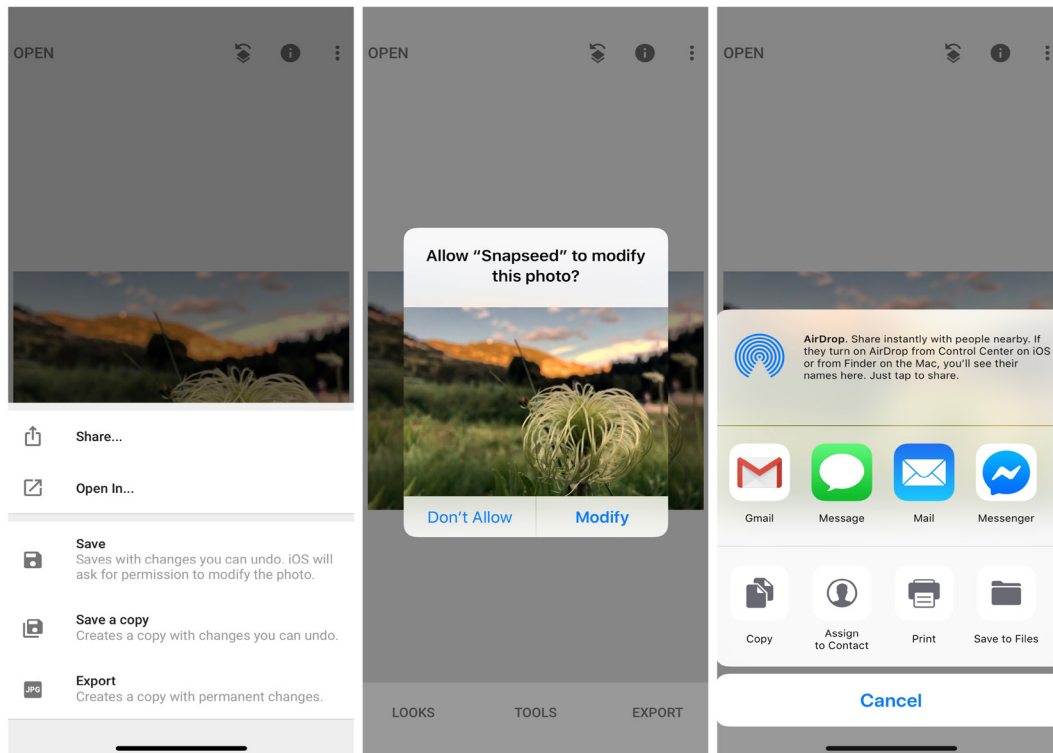 OPEN
Share...
Open In...
Save
Saves with changes you can undo. iOS will
ask for permission to modify the photo.
Save a copy
Creates a copy with changes you can undo.
JPG
Export
Creates a copy with permanent changes.
OPEN
Allow “Snapseed” to modify
this photo?
Don’t Allow
Modify
LOOKS
TOOLS
EXPORT
OPEN
AirDrop. Share instantly with people nearby. If
they turn on AirDrop from Control Center on iOS
or from Finder on the Mac, you’ll see their
names here. Just tap to share.
Gmail
Message
Mail
Messenger
Copy
Assign
to Contact
Print
Save to Files
Cancel